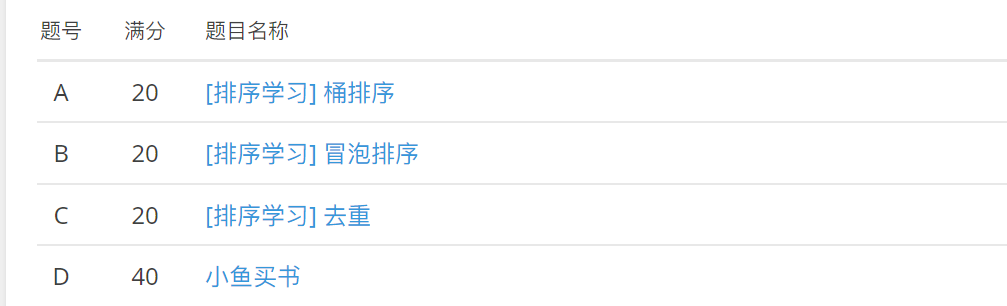 题号 满分 题目名称
A 20 [排序学习] 桶排序
B 20 [排序学习] 冒泡排序
C 20 [排序学习] 去重
D 40 小鱼买书